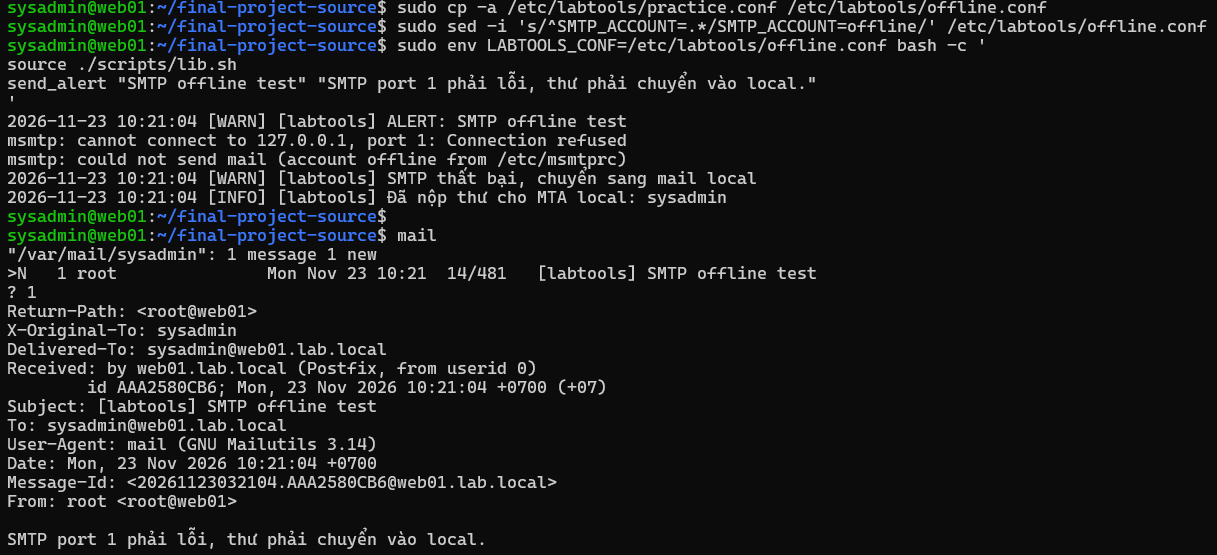 sysadmin@web01:~/final-project-source$ sudo cp -a /etc/labtools/practice.conf /etc/labtools/offline.conf
sysadmin@web01:~/final-project-source$ sudo sed -i 's/^SMTP_ACCOUNT=.*/SMTP_ACCOUNT=offline/' /etc/labtools/offline.conf
sysadmin@web01:~/final-project-source$ sudo env LABTOOLS_CONF=/etc/labtools/offline.conf bash -c '
source ./scripts/lib.sh
send_alert "SMTP offline test" "SMTP port 1 phải lỗi, thư phải chuyển vào local."
'
2026-11-23 10:21:04 [WARN] [labtools] ALERT: SMTP offline test
msmtp: cannot connect to 127.0.0.1, port 1: Connection refused
msmtp: could not send mail (account offline from /etc/msmtprc)
2026-11-23 10:21:04 [WARN] [labtools] SMTP thất bại, chuyển sang mail local
2026-11-23 10:21:04 [INFO] [labtools] Đã nộp thư cho MTA local: sysadmin
sysadmin@web01:~/final-project-source$
sysadmin@web01:~/final-project-source$ mail
"/var/mail/sysadmin": 1 message 1 new
>N   1 root               Mon Nov 23 10:21  14/481   [labtools] SMTP offline test
? 1
Return-Path: <root@web01>
X-Original-To: sysadmin
Delivered-To: sysadmin@web01.lab.local
Received: by web01.lab.local (Postfix, from userid 0)
        id AAA2580CB6; Mon, 23 Nov 2026 10:21:04 +0700 (+07)
Subject: [labtools] SMTP offline test
To: sysadmin@web01.lab.local
User-Agent: mail (GNU Mailutils 3.14)
Date: Mon, 23 Nov 2026 10:21:04 +0700
Message-Id: <20261123032104.AAA2580CB6@web01.lab.local>
From: root <root@web01>

SMTP port 1 phải lỗi, thư phải chuyển vào local.